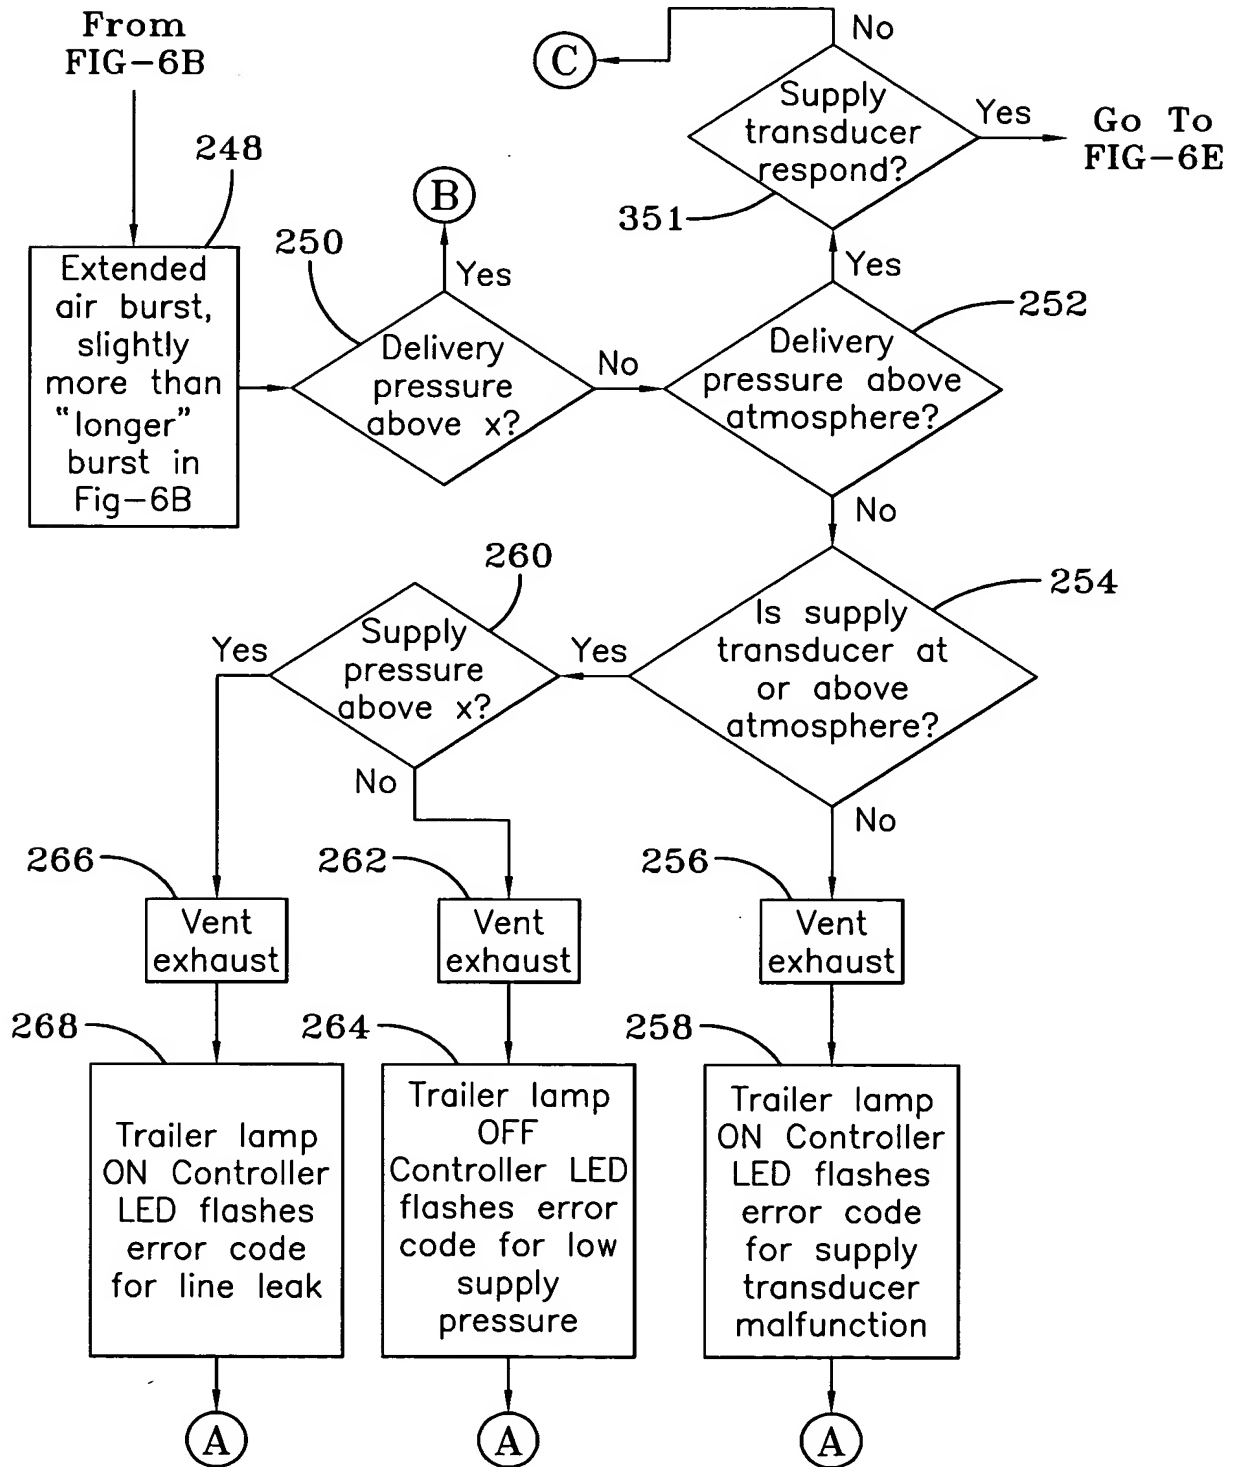 From
FIG-6B
248
Extended
air burst,
slightly
more than
"longer"
burst in
Fig-6B
250
B
Yes
Delivery
pressure
above x?
No
C
No
Supply
transducer
respond?
351
Yes
Go To
FIG-6E
Yes
252
Delivery
pressure above
atmosphere?
No
254
Is supply
transducer at
or above
atmosphere?
Yes
No
260
Supply
pressure
above x?
Yes
No
266
Vent
exhaust
262
Vent
exhaust
256
Vent
exhaust
268
Trailer lamp
ON Controller
LED flashes
error code
for line leak
264
Trailer lamp
OFF
Controller LED
flashes error
code for low
supply
pressure
258
Trailer lamp
ON Controller
LED flashes
error code
for supply
transducer
malfunction
A
A
A